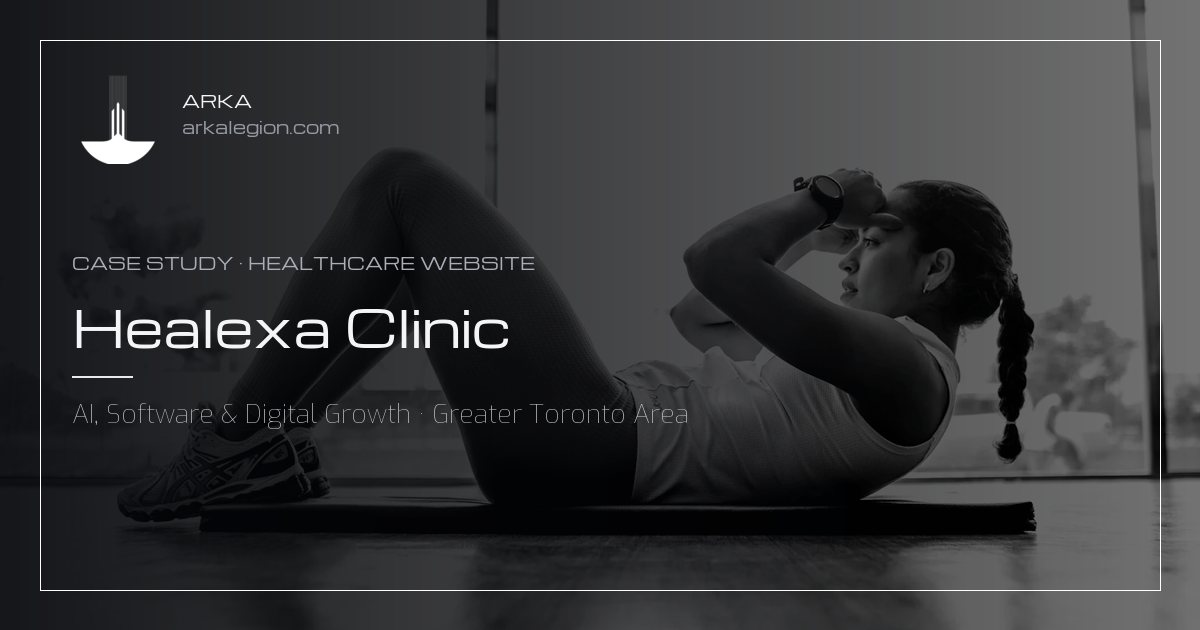 ARKA
arkalegion.com
CASE STUDY · HEALTHCARE WEBSITE
Healexa Clinic
AI, Software & Digital Growth · Greater Toronto Area